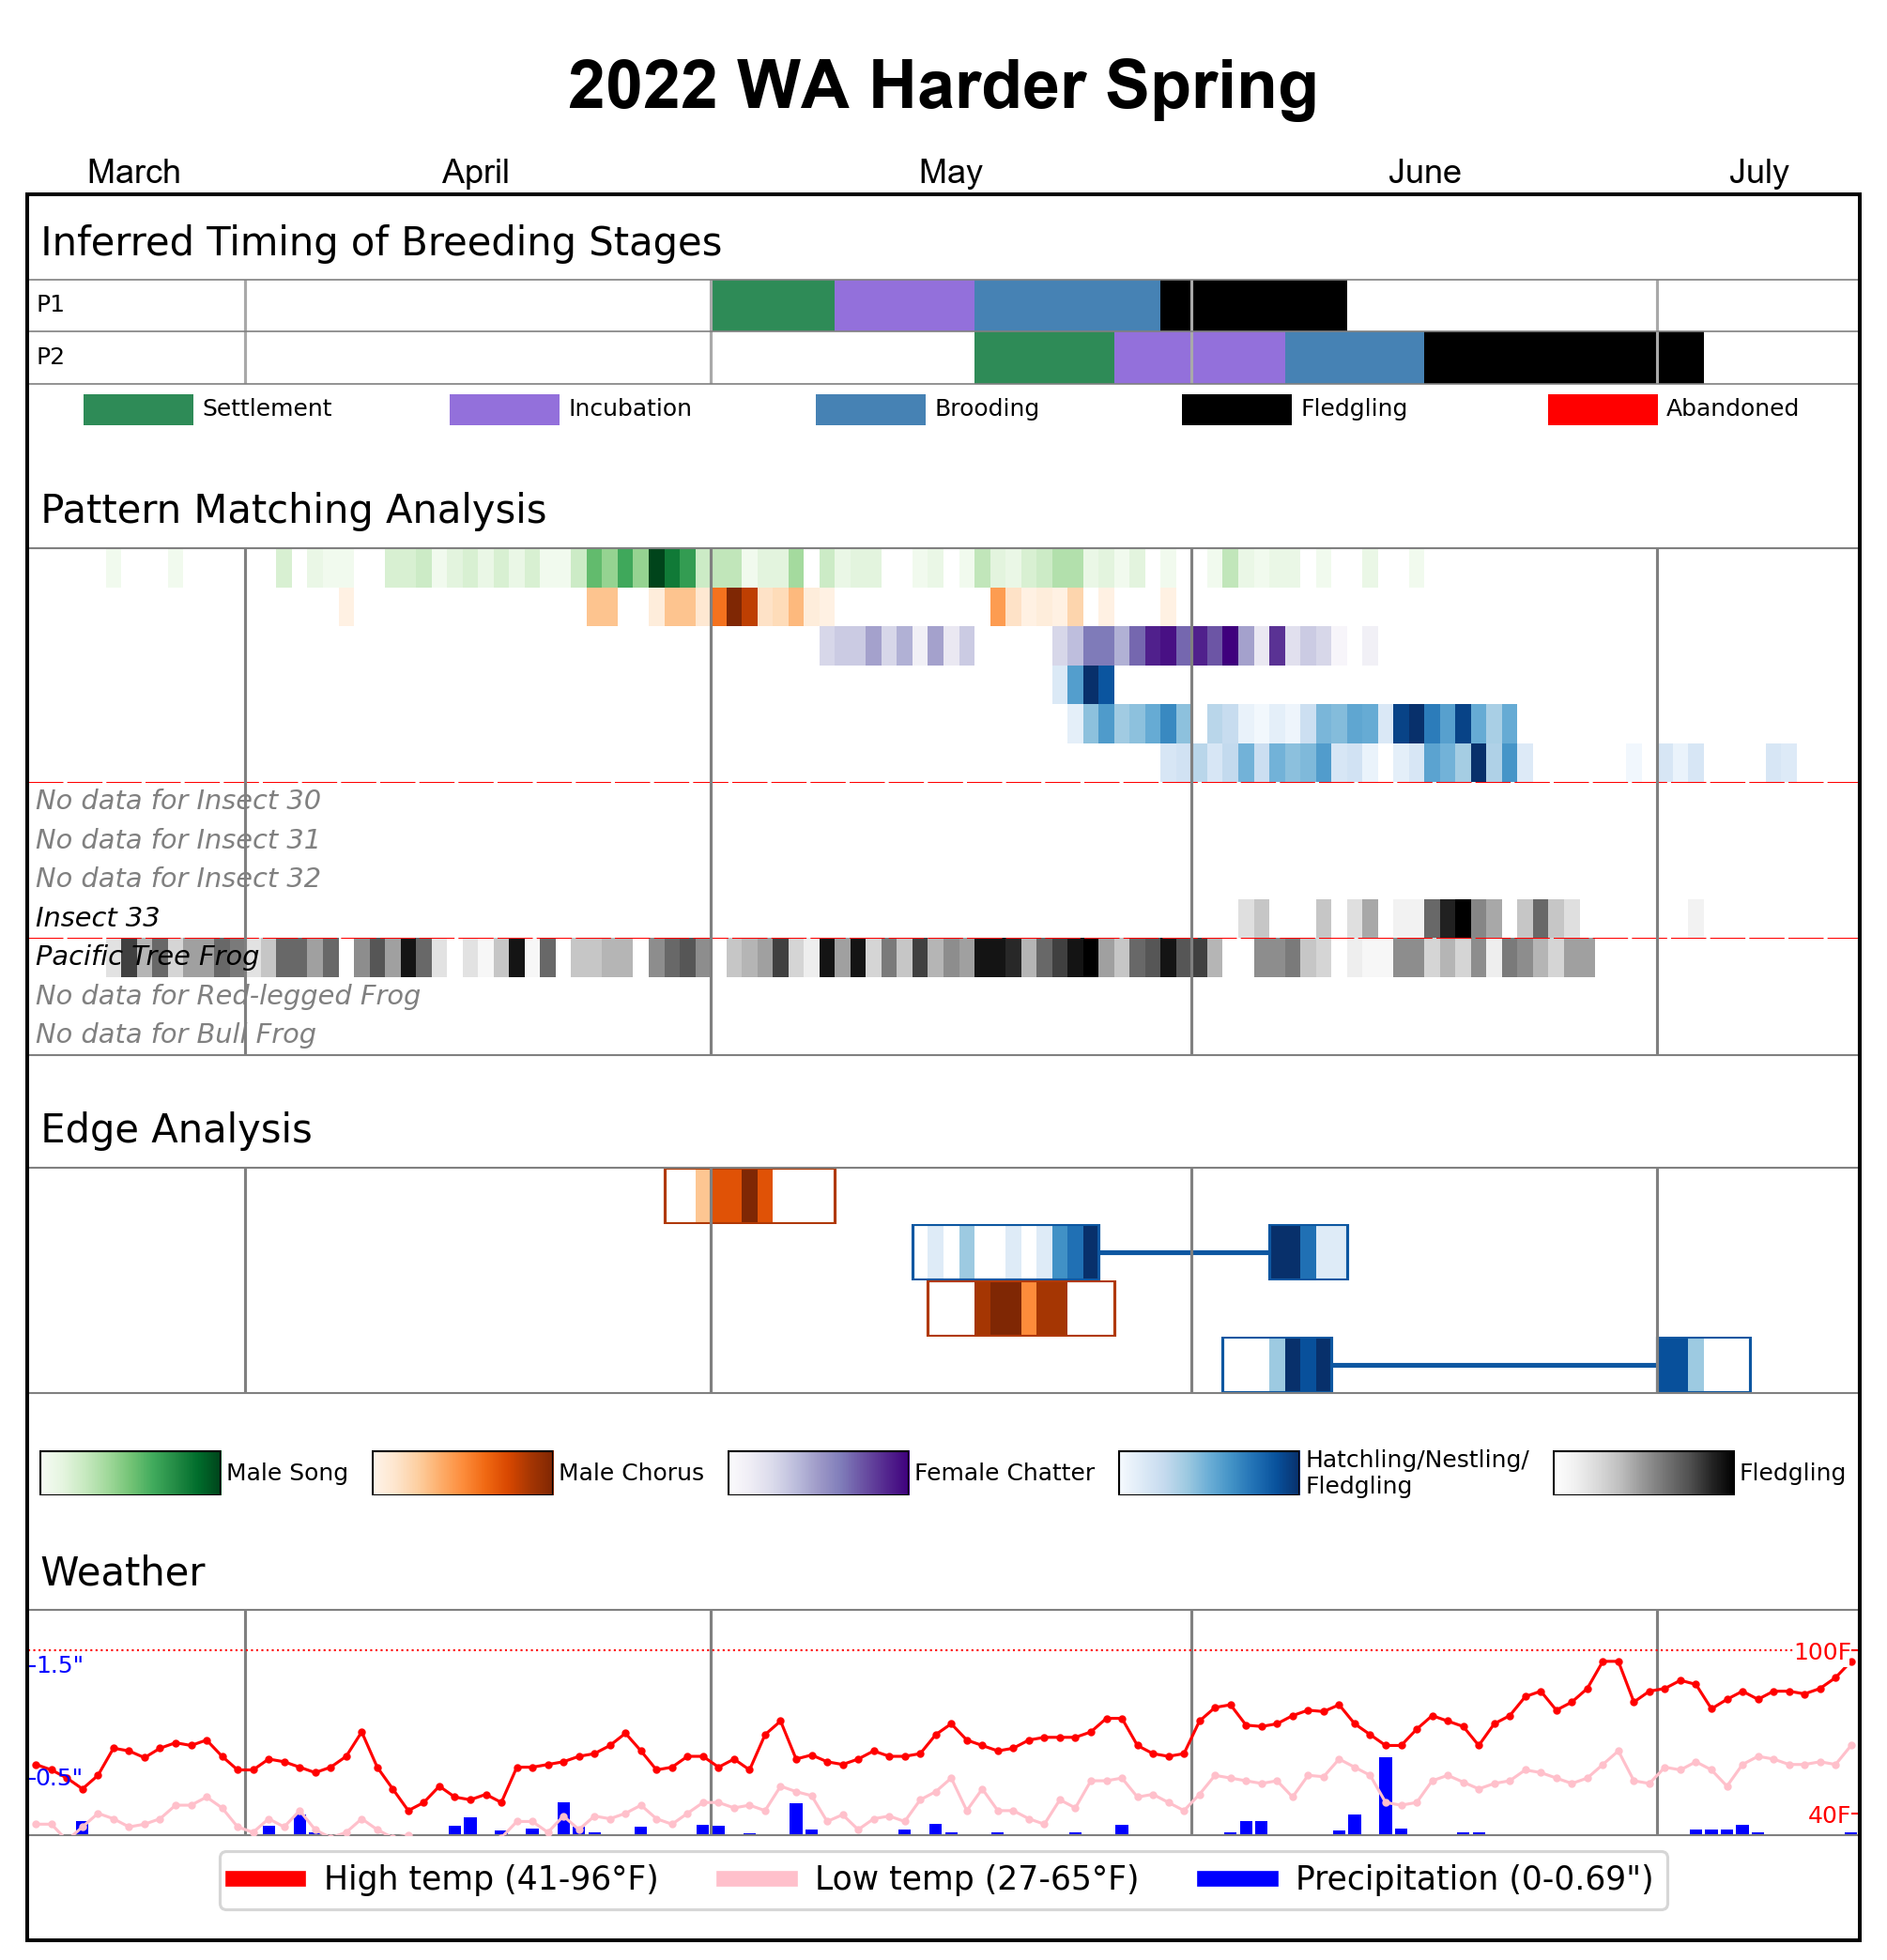 2022 WA Harder Spring
March April May June July
Inferred Timing of Breeding Stages
P1
P2
Settlement Incubation Brooding Fledgling Abandoned
Pattern Matching Analysis
No data for Insect 30
No data for Insect 31
No data for Insect 32
Insect 33
Pacific Tree Frog
No data for Red-legged Frog
No data for Bull Frog
Edge Analysis
Male Song Male Chorus Female Chatter Hatchling/Nestling/
Fledgling Fledgling
Weather
100F
1.5"
0.5"
40F
High temp (41-96°F) Low temp (27-65°F) Precipitation (0-0.69")